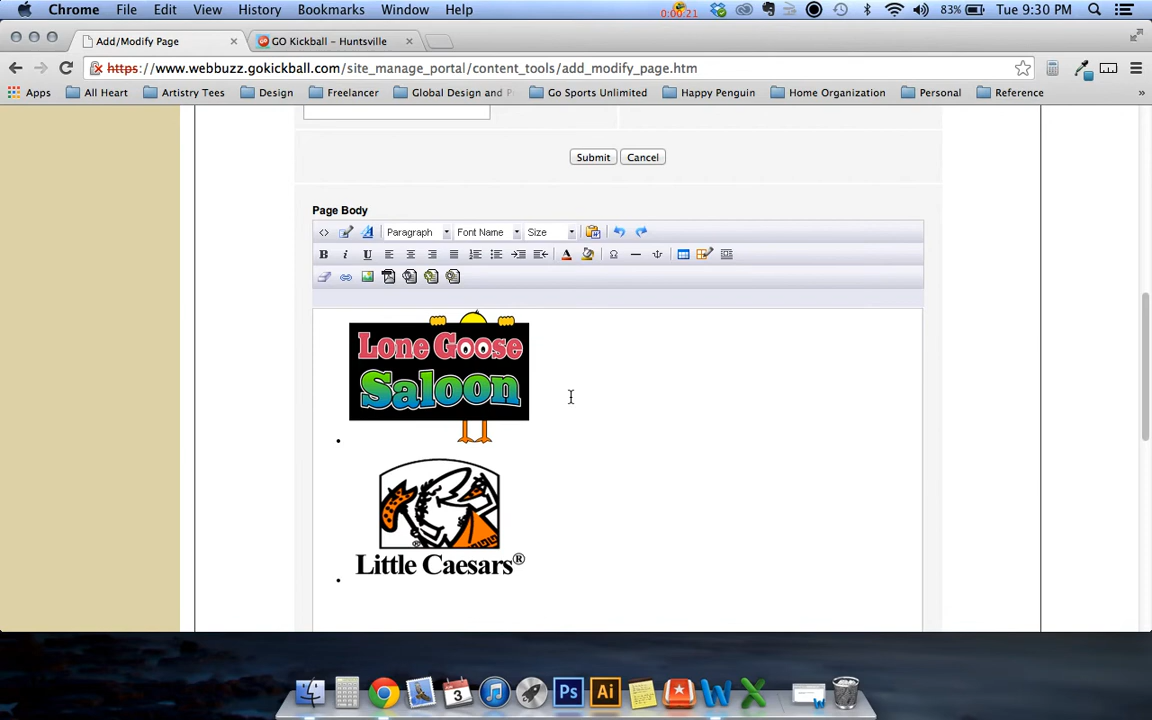 Chrome File Edit View History Bookmarks Window Help 0:00:21 83% Tue 9:30 PM
Add/Modify Page GO Kickball - Huntsville
https://www.webbuzz.gokickball.com/site_manage_portal/content_tools/add_modify_page.htm
Apps All Heart Artistry Tees Design Freelancer Global Design and Go Sports Unlimited Happy Penguin Home Organization Personal Reference »
Submit Cancel
Page Body
Paragraph Font Name Size
B i U A Ω
Lone Goose
Saloon
Little Caesars®
3
Ps Ai W X